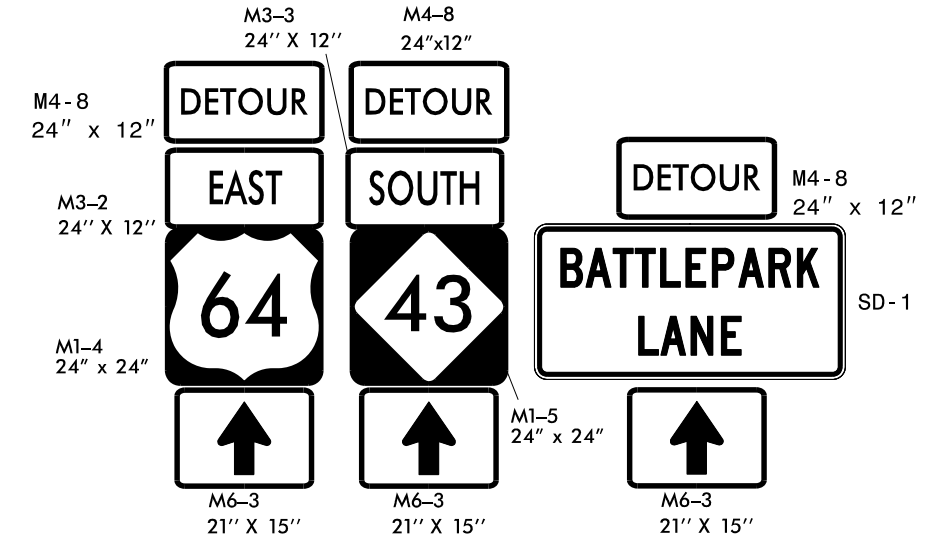 M3–3
24'' X 12''
M4–8
24"x12"
DETOUR
DETOUR
M4-8
24" x 12"
EAST
SOUTH
M3–2
24'' X 12''
DETOUR
M4-8
24" x 12"
64
43
BATTLEPARK
LANE
SD-1
M1–4
24" x 24"
M1–5
24" x 24"
M6–3
21'' X 15''
M6–3
21'' X 15''
M6–3
21'' X 15''